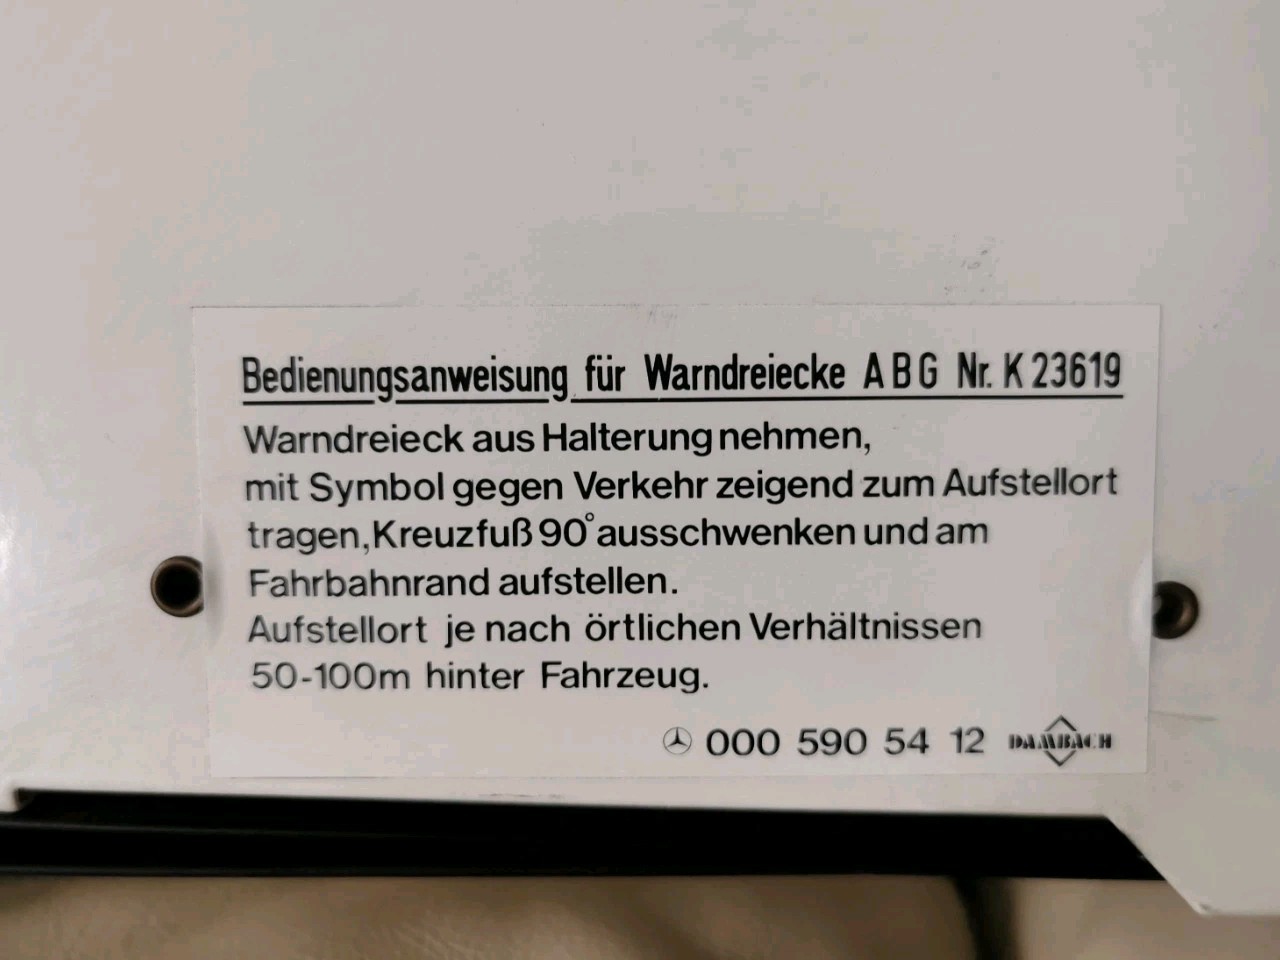 Bedienungsanweisung für Warndreiecke ABG Nr. K 23619
Warndreieck aus Halterung nehmen,
mit Symbol gegen Verkehr zeigend zum Aufstellort
tragen, Kreuzfuß 90° ausschwenken und am
Fahrbahnrand aufstellen.
Aufstellort je nach örtlichen Verhältnissen
50-100m hinter Fahrzeug.
000 590 54 12 DAMBACH